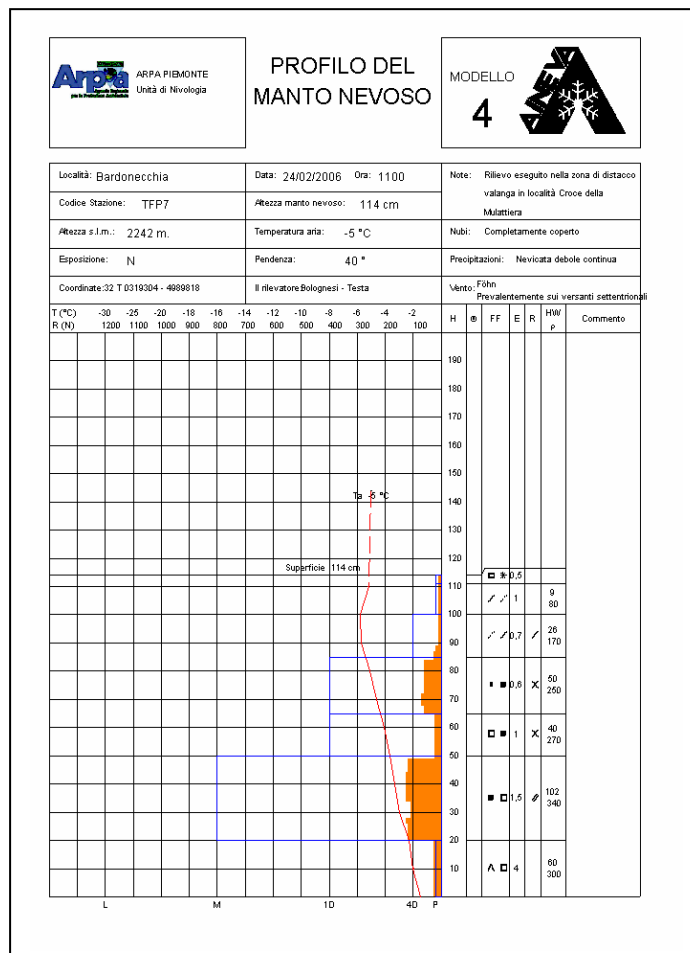 Arpa
ARPA PIEMONTE
Unità di Nivologia
PROFILO DEL
MANTO NEVOSO
MODELLO
4
AINEVA
Località: Bardonecchia
Data: 24/02/2006 Ora: 1100
Note: Rilievo eseguito nella zona di distacco
valanga in località Croce della
Mulattiera
Codice Stazione: TFP7
Altezza manto nevoso: 114 cm
Altezza s.l.m.: 2242 m.
Temperatura aria: -5 °C
Nubi: Completamente coperto
Esposizione: N
Pendenza: 40 °
Precipitazioni: Nevicata debole continua
Coordinate:32 T 0319304 - 4989818
Il rilevatore:Bolognesi - Testa
Vento: Föhn
Prevalentemente sui versanti settentrionali
T (°C) -30 -25 -20 -18 -16 -14 -12 -10 -8 -6 -4 -2
R (N) 1200 1100 1000 900 800 700 600 500 400 300 200 100
H FF E R HW ρ Commento
190
180
170
160
150
Ta -5 °C
140
130
120
Superficie 114 cm
0,5
110
1 9
80
100
0,7 26
170
90
80
0,6 X 50
250
70
60
1 X 40
270
50
40
1,5 102
340
30
20
10
4 60
300
L M 1D 4D P